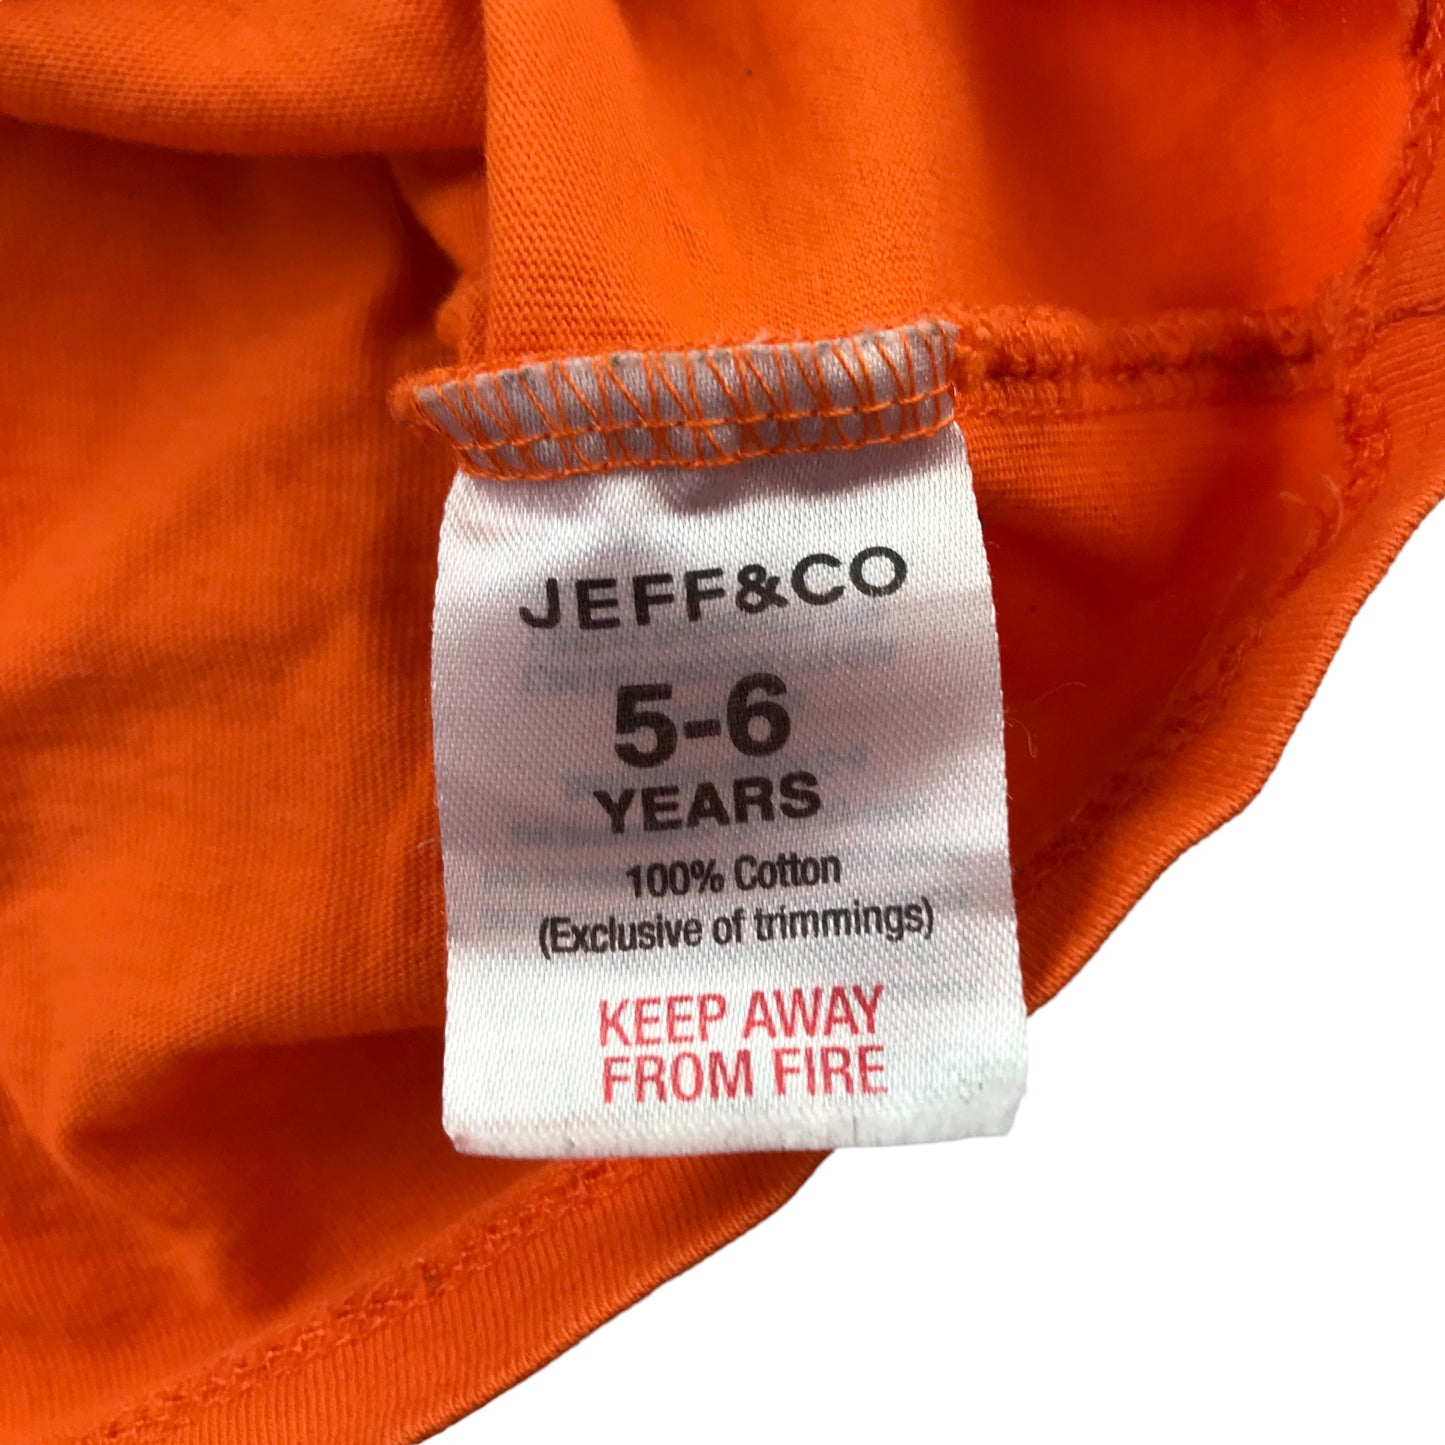 JEFF&CO
5-6
YEARS
100% Cotton
(Exclusive of trimmings)
KEEP AWAY
FROM FIRE